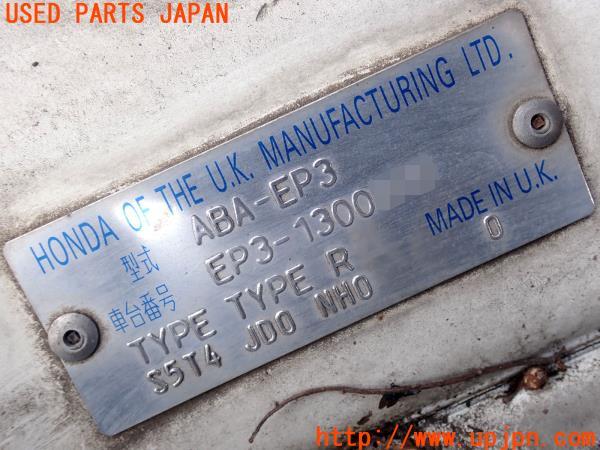 USED PARTS JAPAN
HONDA OF THE U.K. MANUFACTURING LTD.
型式 ABA-EP3
車台番号 EP3-1300
TYPE TYPE R MADE IN U.K.
S5T4 JD0 NH0 0
http://www.upjpn.com